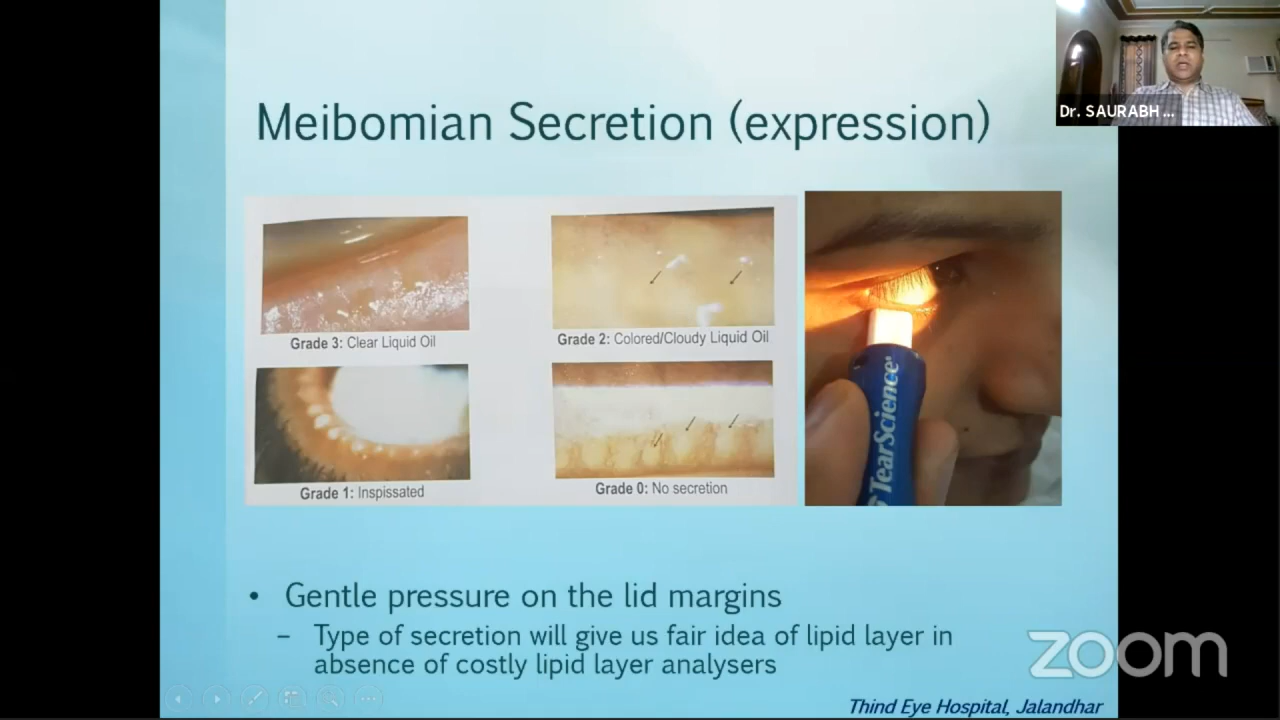 Dr. SAURABH ...
Meibomian Secretion (expression)
Grade 3: Clear Liquid Oil
Grade 2: Colored/Cloudy Liquid Oil
Grade 1: Inspissated
Grade 0: No secretion
TearScience
• Gentle pressure on the lid margins
– Type of secretion will give us fair idea of lipid layer in
absence of costly lipid layer analysers
zoom
Thind Eye Hospital, Jalandhar